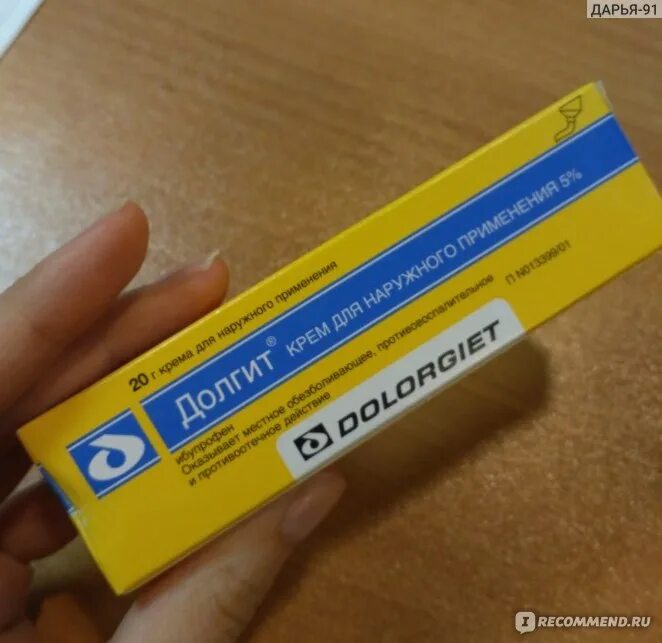 ДАРЬЯ-91
20 г крема для наружного применения
ДОЛГИТ® КРЕМ ДЛЯ НАРУЖНОГО ПРИМЕНЕНИЯ 5%
ибупрофен
Оказывает местное обезболивающее, противовоспалительное
и противоотечное действие
П N013399/01
DOLORGIET
IRECOMMEND.RU